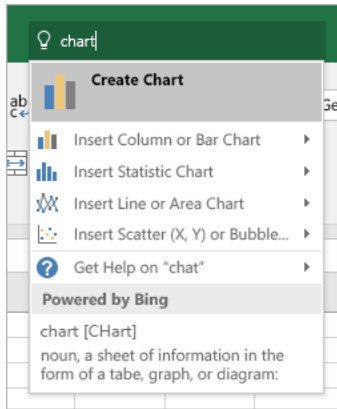 chart
Create Chart
ab
c
Ge
Insert Column or Bar Chart
Insert Statistic Chart
Insert Line or Area Chart
Insert Scatter (X, Y) or Bubble...
Get Help on “chat”
Powered by Bing
chart [CHart]
noun, a sheet of information in the
form of a tabe, graph, or diagram: